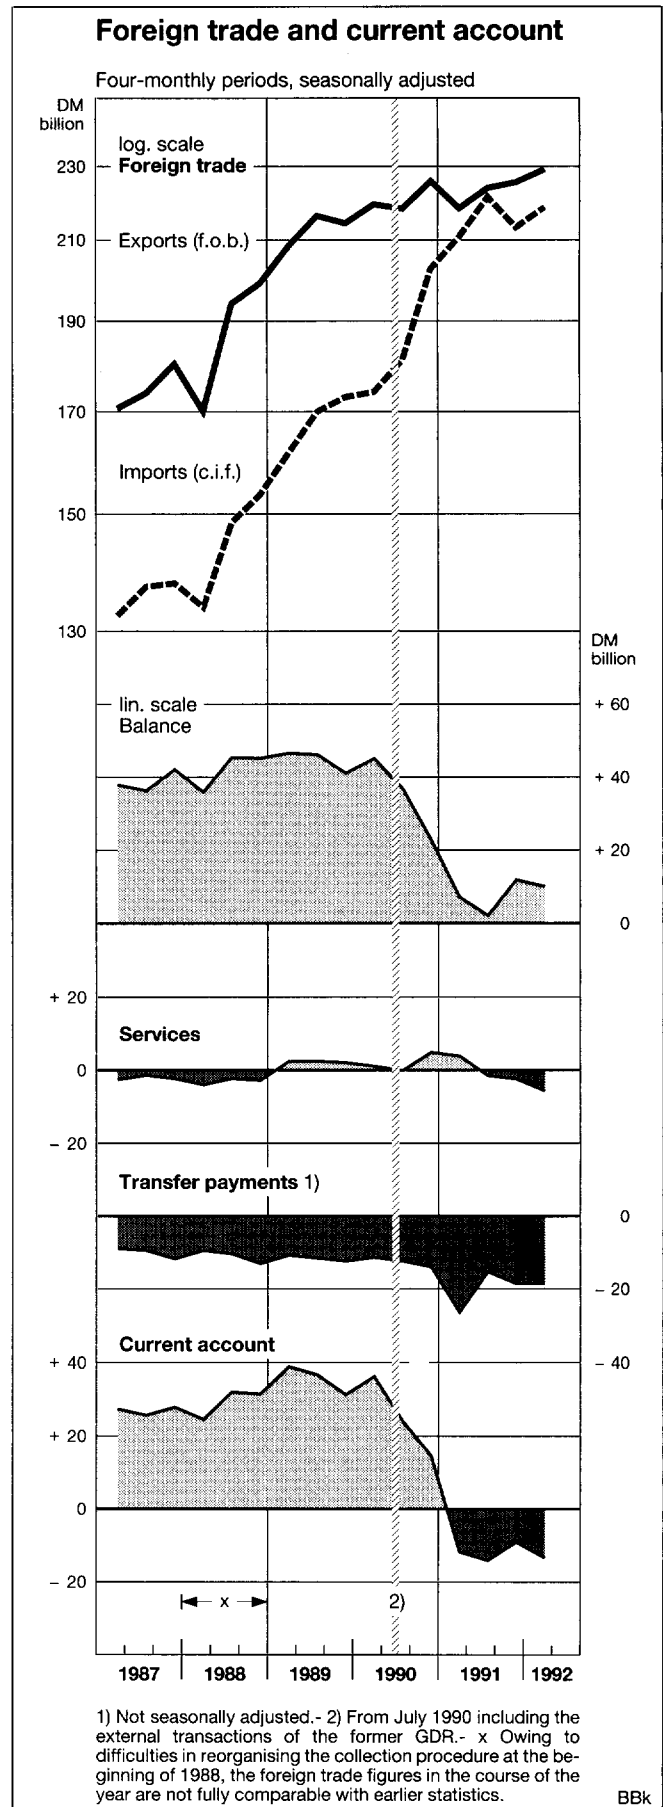 Foreign trade and current account
Four-monthly periods, seasonally adjusted
DM
billion
log. scale
230
Foreign trade
Exports (f.o.b.)
210
190
170
Imports (c.i.f.)
150
130
DM
billion
lin. scale
+ 60
Balance
+ 40
+ 20
0
+ 20
Services
0
– 20
Transfer payments 1)
0
– 20
Current account
+ 40
– 40
+ 20
0
– 20
x
2)
1987 1988 1989 1990 1991 1992
1) Not seasonally adjusted.- 2) From July 1990 including the
external transactions of the former GDR.- x Owing to
difficulties in reorganising the collection procedure at the be-
ginning of 1988, the foreign trade figures in the course of the
year are not fully comparable with earlier statistics.
BBk